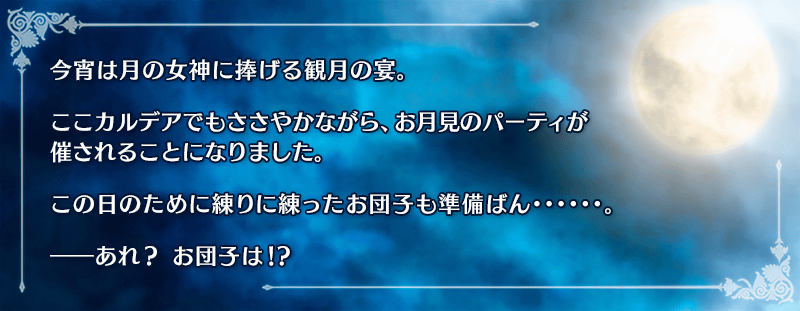 今宵は月の女神に捧げる観月の宴。
ここカルデアでもささやかながら、お月見のパーティが
催されることになりました。
この日のために練りに練ったお団子も準備ばん・・・・・・。
――あれ？ お団子は!?